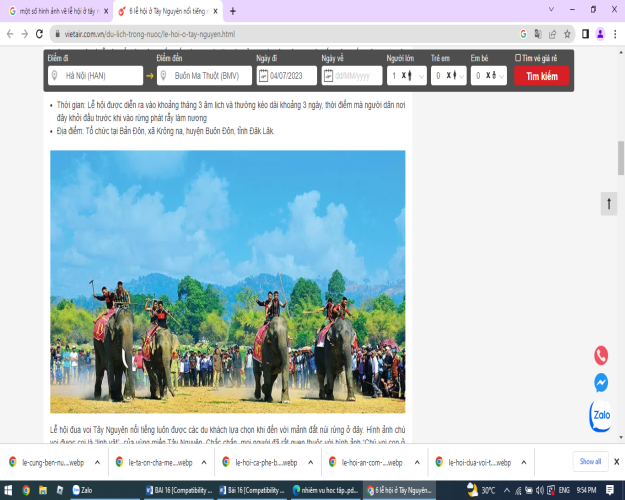 một số hình ảnh về lễ hội ở tây n
6 lễ hội ở Tây Nguyên nổi tiếng n
vietair.com.vn/du-lich-trong-nuoc/le-hoi-o-tay-nguyen.html
Điểm đi
Điểm đến
Ngày đi
Ngày về
Người lớn
Trẻ em
Em bé
Tìm vé giá rẻ
Hà Nội (HAN)
Buôn Ma Thuột (BMV)
04/07/2023
dd/MM/yyyy
1 X
0 X
0 X
Tìm kiếm
Thời gian: Lễ hội được diễn ra vào khoảng tháng 3 âm lịch và thường kéo dài khoảng 3 ngày, thời điểm mà người dân nơi
đây khởi đầu trước khi vào rừng phát rẫy làm nương
Địa điểm: Tổ chức tại Bản Đôn, xã Krông na, huyện Buôn Đôn, tỉnh Đăk Lăk.
Zalo
Lễ hội đua voi Tây Nguyên nổi tiếng luôn được các du khách lựa chọn khi đến với mảnh đất núi rừng ở đây. Hình ảnh chú
voi được coi là "linh vật" của vùng miền Tây Nguyên. Chắc chắn, mọi người đã rất quen thuộc với hình ảnh "Chú voi con ở
le-cung-ben-nu....webp
le-ta-on-cha-me....webp
le-hoi-ca-phe-b....webp
le-hoi-an-com-....webp
le-hoi-dua-voi-t....webp
Show all
Zalo
BAI 16 [Compatibility ...
Bài 16 [Compatibility ...
nhiệm vu hoc tâp..pd...
6 lễ hội ở Tây Nguyên...
30°C
ENG
9:54 PM